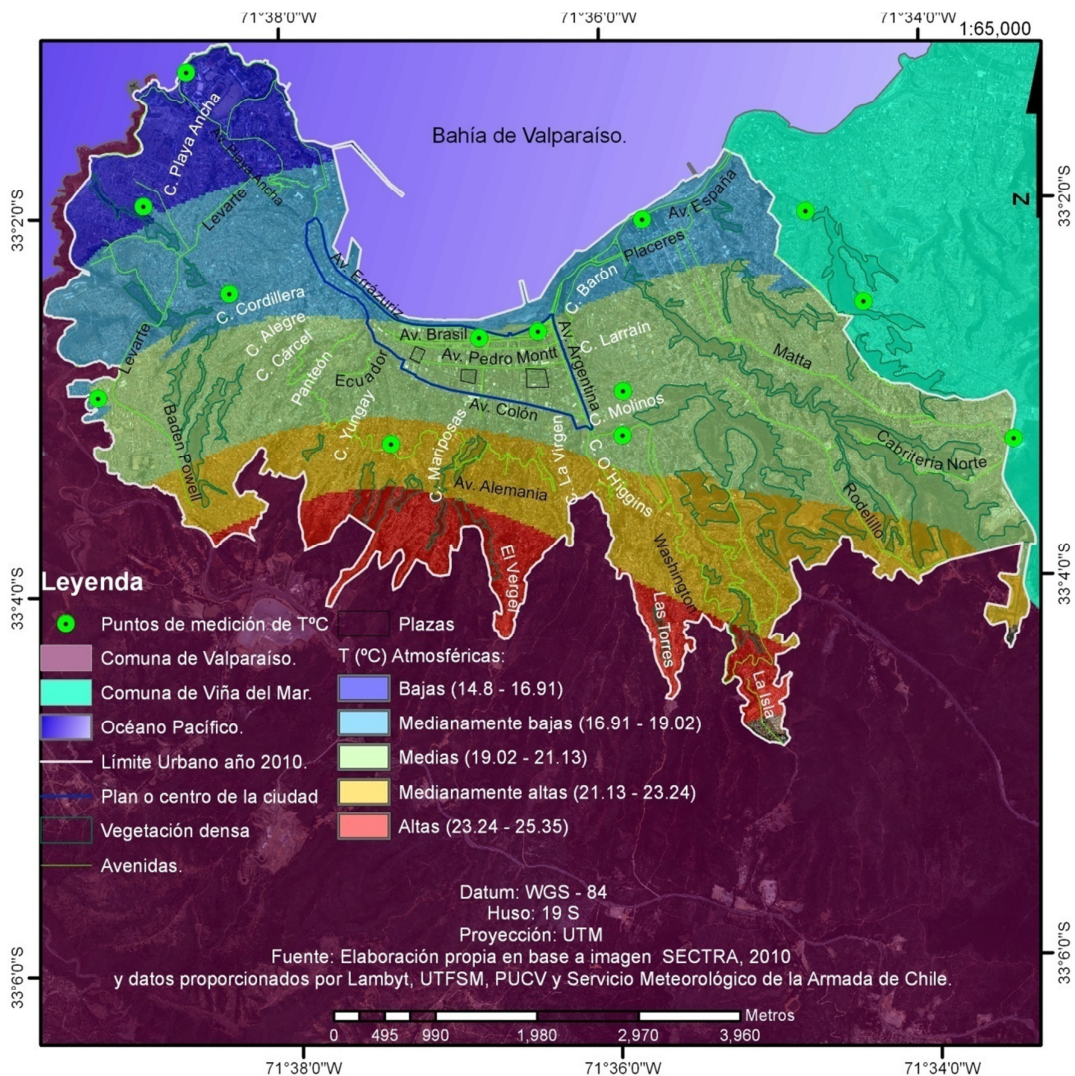 71°38'0"W
71°36'0"W
71°34'0"W
1:65,000
Bahía de Valparaíso.
C. Playa Ancha
Av. Playa Ancha
Levarte
Av. España
Placeres
33°2'0"S
33°2'0"S
Z
Av. Errázuriz
C. Barón
C. Cordillera
C. Alegre
C. Cárcel
Panteón
Ecuador
Levarte
Av. Brasil
Av. Pedro Montt
Av. Argentina
C. Larraín
Matta
Av. Colón
C. Molinos
C. Yungay
C. Mariposas
C. La Virgen
C. O'Higgins
Baden Powell
Av. Alemania
Cabritería Norte
Rodelillo
Washington
El Vergel
Las Torres
La Isla
33°4'0"S
33°4'0"S
Leyenda
Puntos de medición de TºC
Comuna de Valparaíso.
Comuna de Viña del Mar.
Océano Pacífico.
Límite Urbano año 2010.
Plan o centro de la ciudad
Vegetación densa
Avenidas.
Plazas
T (ºC) Atmosféricas:
Bajas (14.8 - 16.91)
Medianamente bajas (16.91 - 19.02)
Medias (19.02 - 21.13)
Medianamente altas (21.13 - 23.24)
Altas (23.24 - 25.35)
Datum: WGS - 84
Huso: 19 S
Proyección: UTM
Fuente: Elaboración propia en base a imagen SECTRA, 2010
y datos proporcionados por Lambyt, UTFSM, PUCV y Servicio Meteorológico de la Armada de Chile.
33°6'0"S
33°6'0"S
Metros
0 495 990 1,980 2,970 3,960
71°38'0"W
71°36'0"W
71°34'0"W